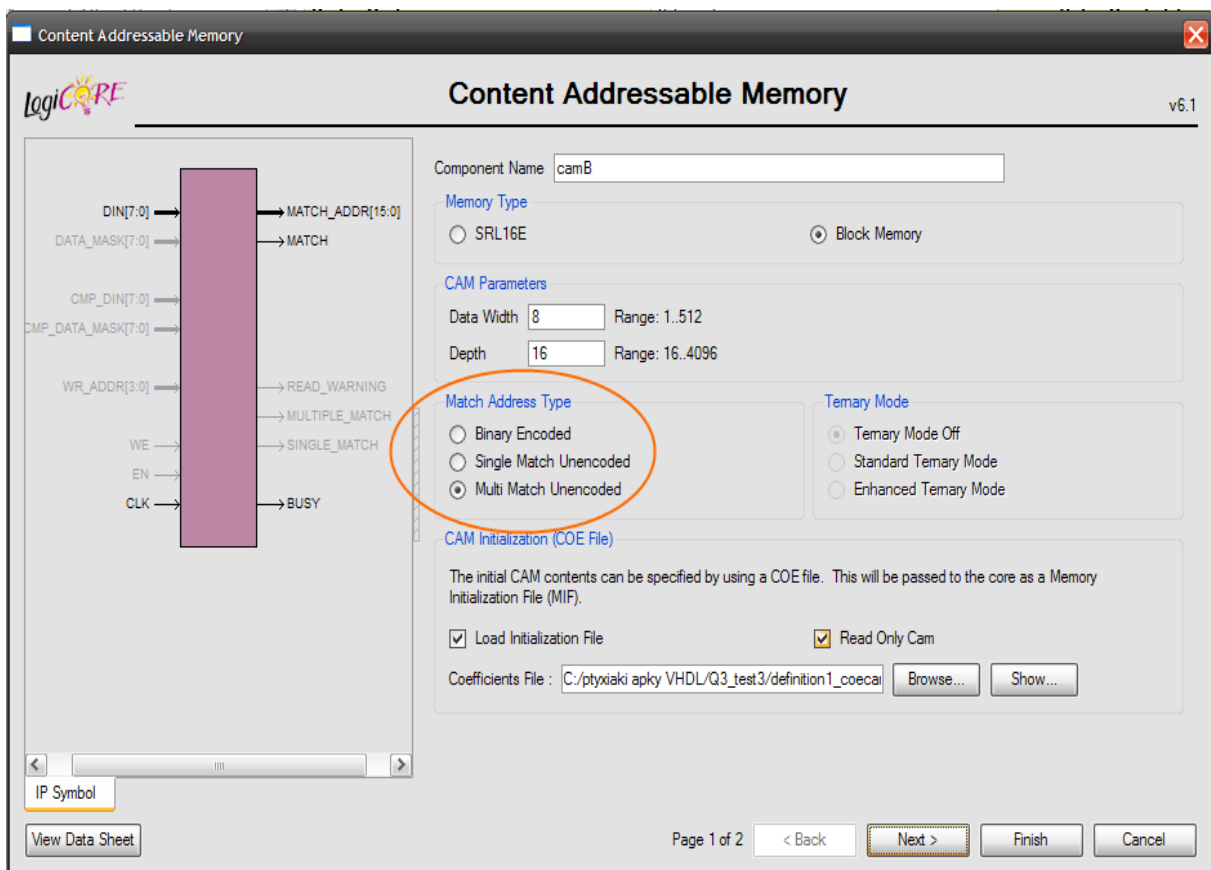 Content Addressable Memory
LogiCORE
Content Addressable Memory
v6.1
DIN[7:0]
DATA_MASK[7:0]
CMP_DIN[7:0]
CMP_DATA_MASK[7:0]
WR_ADDR[3:0]
WE
EN
CLK
MATCH_ADDR[15:0]
MATCH
READ_WARNING
MULTIPLE_MATCH
SINGLE_MATCH
BUSY
IP Symbol
View Data Sheet
Component Name camB
Memory Type
SRL16E Block Memory
CAM Parameters
Data Width 8 Range: 1..512
Depth 16 Range: 16..4096
Match Address Type
Binary Encoded
Single Match Unencoded
Multi Match Unencoded
Ternary Mode
Ternary Mode Off
Standard Ternary Mode
Enhanced Ternary Mode
CAM Initialization (COE File)
The initial CAM contents can be specified by using a COE file. This will be passed to the core as a Memory
Initialization File (MIF).
Load Initialization File Read Only Cam
Coefficients File : C:/ptyxiaki apky VHDL/Q3_test3/definition1_coecar Browse... Show...
Page 1 of 2 < Back Next > Finish Cancel